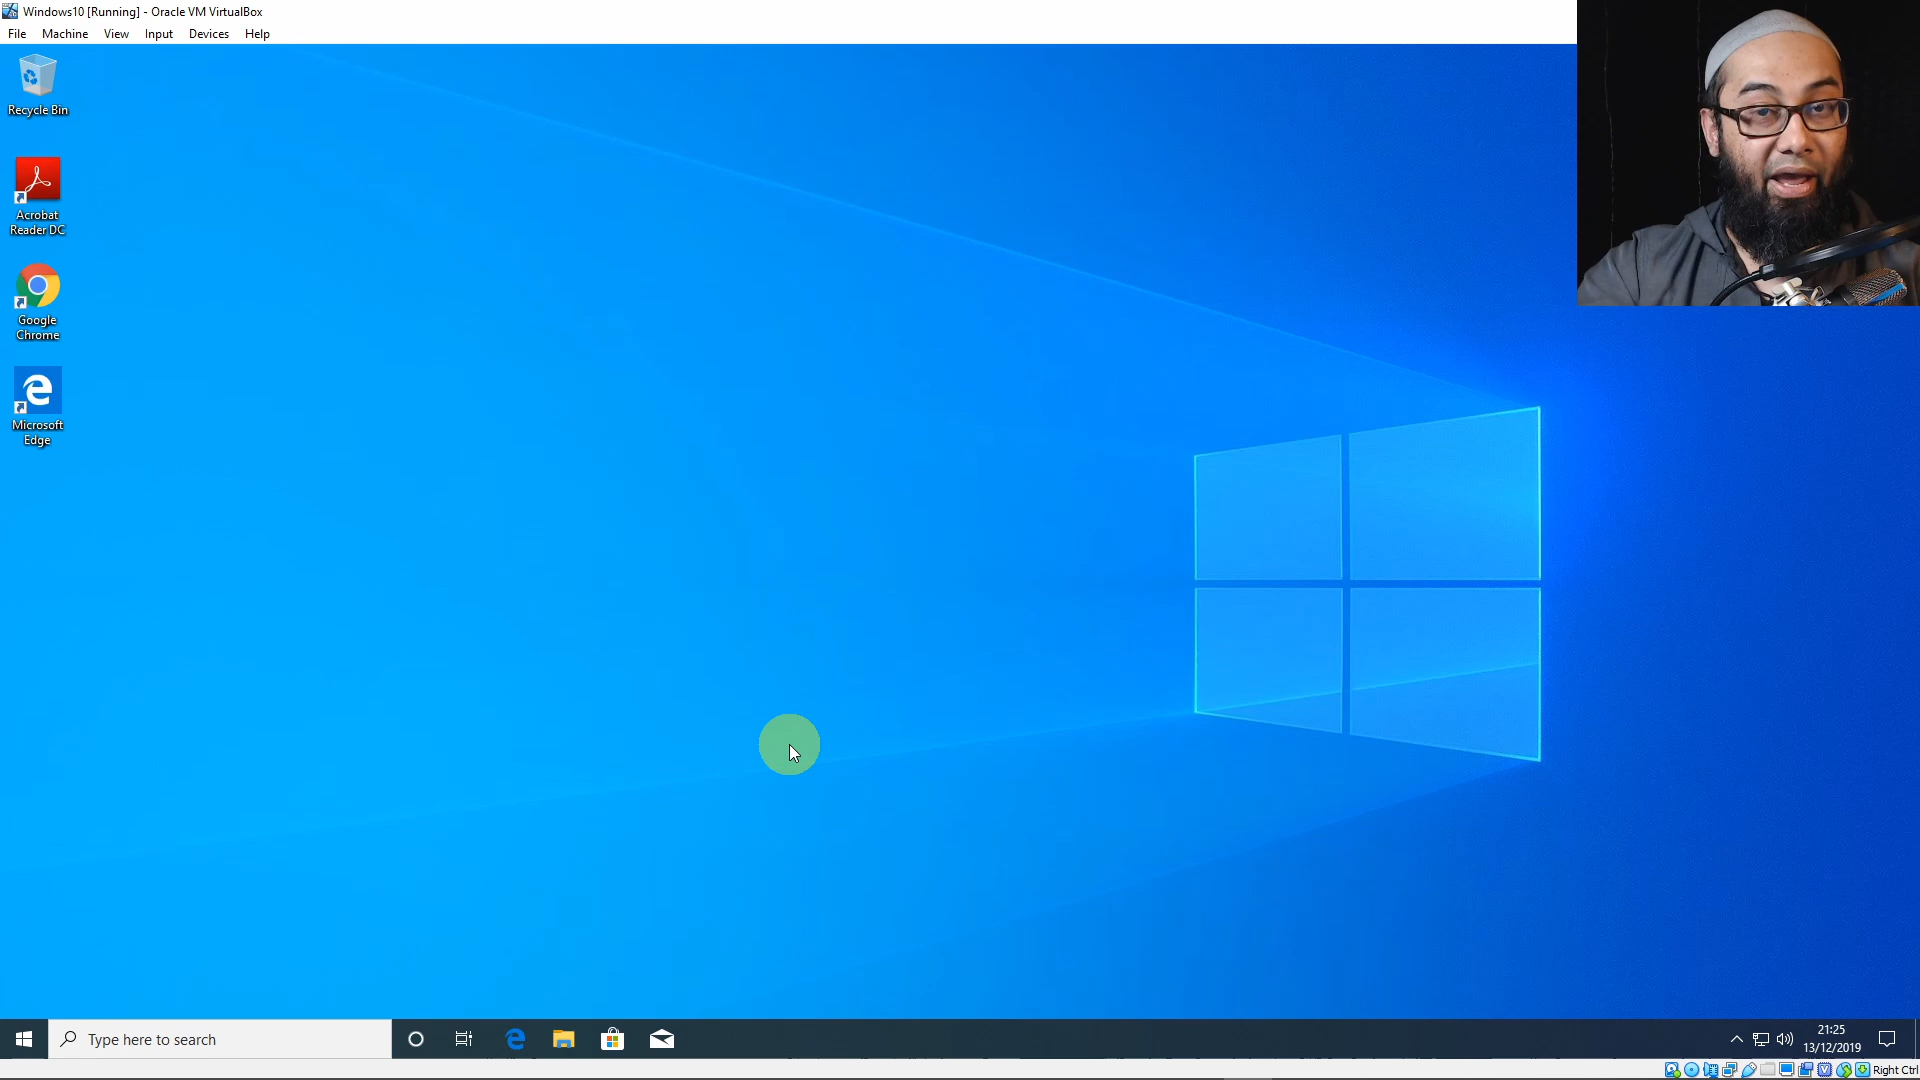 Windows10 [Running] - Oracle VM VirtualBox
File Machine View Input Devices Help
Recycle Bin
Acrobat
Reader DC
Google
Chrome
Microsoft
Edge
Type here to search
21:25
13/12/2019
Right Ctrl